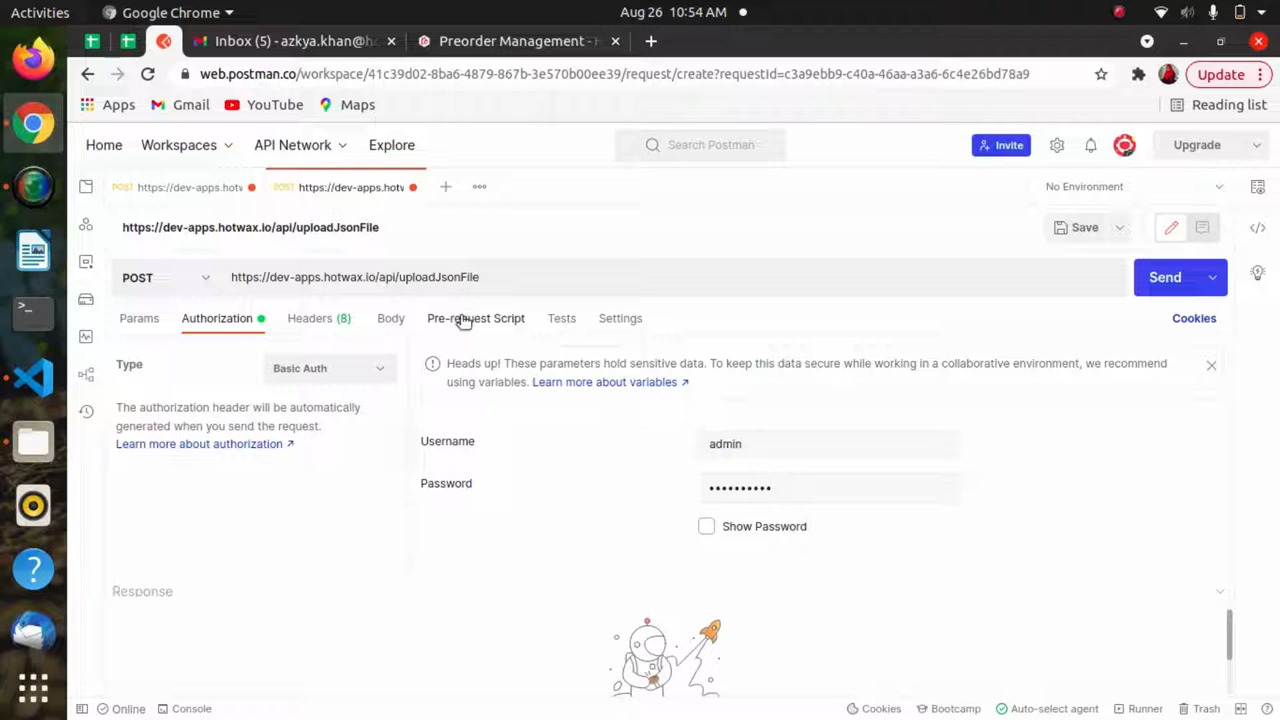 Activities
Google Chrome
Aug 26 10:54 AM
Inbox (5) - azkya.khan@h
Preorder Management - H
web.postman.co/workspace/41c39d02-8ba6-4879-867b-3e570b00ee39/request/create?requestId=c3a9ebb9-c40a-46aa-a3a6-6c4e26bd78a9
Update
Apps
Gmail
YouTube
Maps
Reading list
Home
Workspaces
API Network
Explore
Search Postman
Invite
Upgrade
POST https://dev-apps.hotw
POST https://dev-apps.hotw
No Environment
https://dev-apps.hotwax.io/api/uploadJsonFile
Save
POST
https://dev-apps.hotwax.io/api/uploadJsonFile
Send
Params
Authorization
Headers (8)
Body
Pre-request Script
Tests
Settings
Cookies
Type
Basic Auth
Heads up! These parameters hold sensitive data. To keep this data secure while working in a collaborative environment, we recommend
using variables. Learn more about variables ↗
The authorization header will be automatically
generated when you send the request.
Learn more about authorization ↗
Username
admin
Password
••••••••••
Show Password
Response
Online
Console
Cookies
Bootcamp
Auto-select agent
Runner
Trash